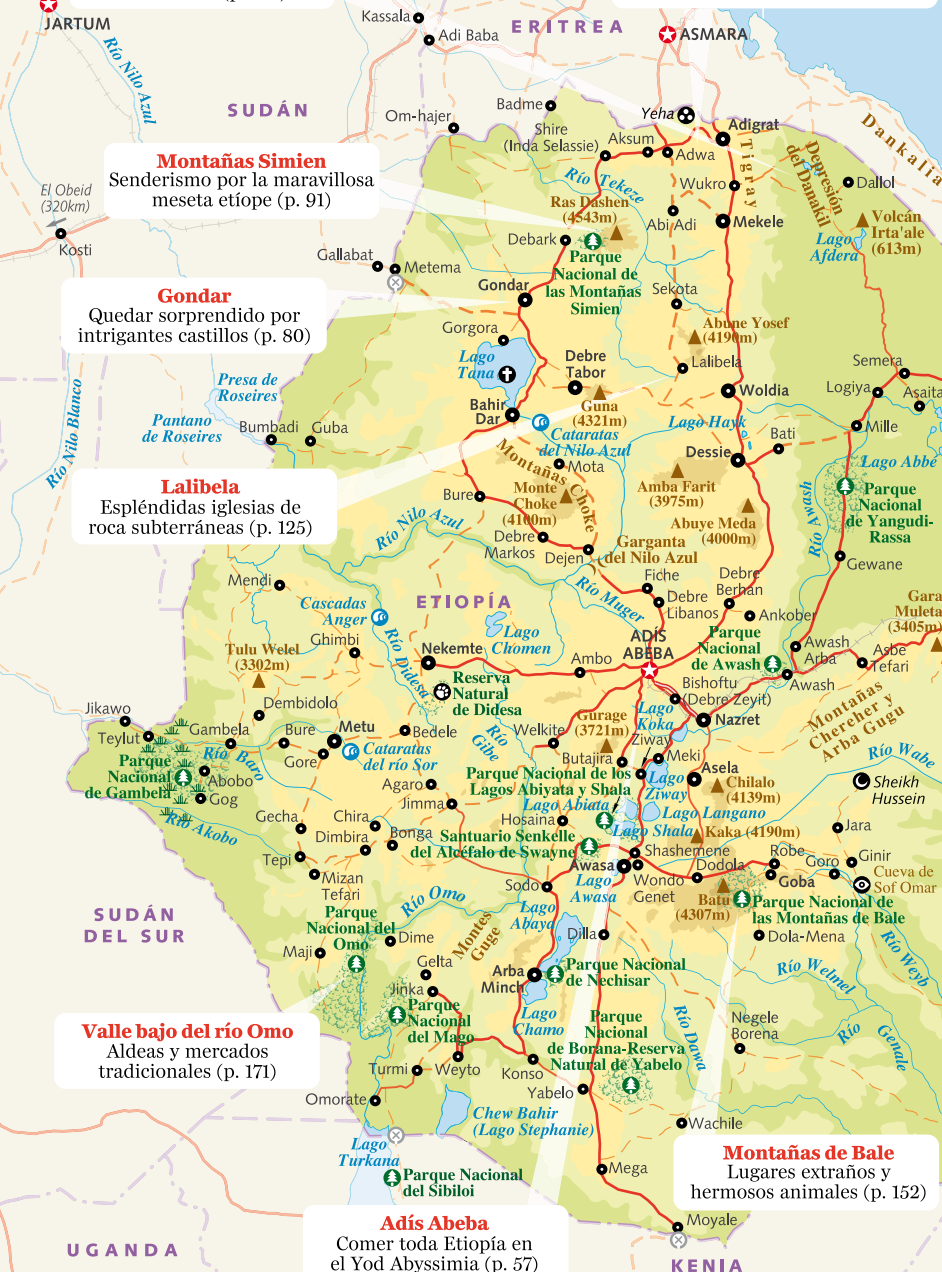 JARTUM
Kassala
Adi Baba
ERITREA
ASMARA
Río Nilo
Azul
SUDÁN
Om-hajer
Badme
Shire
(Inda Selassie)
Aksum
Adwa
Yeha
Adigrat
Tigray
Dankalia
Depresión
del Danakil
Dallol
Montañas Simien
Senderismo por la maravillosa
meseta etíope (p. 91)
El Obeid
(320km)
Kosti
Río Tekeze
Ras Dashen
(4543m)
Wukro
Abi Adi
Mekele
Volcán
Irta'ale
(613m)
Lago
Afdera
Debark
Parque
Nacional de
las Montañas
Simien
Gallabat
Metema
Gondar
Sekota
Gondar
Quedar sorprendido por
intrigantes castillos (p. 80)
Gorgora
Lago
Tana
Debre
Tabor
Abune Yosef
(4190m)
Lalibela
Semera
Logiya
Asaita
Presa de
Roseires
Pantano
de Roseires
Río Nilo Blanco
Bumbadi
Guba
Bahir
Dar
Guna
(4321m)
Woldia
Lago Hayk
Mille
Cataratas
del Nilo Azul
Mota
Montañas Choke
Dessie
Bati
Lago Abbé
Lalibela
Espléndidas iglesias de
roca subterráneas (p. 125)
Bure
Monte
Choke
(4100m)
Amba Farit
(3975m)
Parque
Nacional
de Yangudi-
Rassa
Río Awash
Río Nilo Azul
Debre
Markos
Dejen
Abuye Meda
(4000m)
Garganta
del Nilo Azul
Gewane
Mendi
Cascadas
Anger
ETIOPÍA
Río Muger
Fiche
Debre
Libanos
Debre
Berhan
Ankober
Gara
Muleta
(3405m)
Ghimbi
Río Didesa
Lago
Chomen
ADÍS
ABEBA
Parque
Nacional
de Awash
Awash
Arba
Asbe
Tefari
Tulu Welel
(3302m)
Nekemte
Ambo
Awash
Reserva
Natural
de Didesa
Bishoftu
(Debre Zeyit)
Montañas
Chercher y
Arba Gugu
Jikawo
Dembidolo
Teylut
Gambela
Bure
Metu
Bedele
Welkite
Gurage
(3721m)
Lago
Koka
Nazret
Río Baro
Gore
Cataratas
del río Sor
Río
Gibe
Butajira
Ziway
Meki
Río Wabe
Parque
Nacional
de Gambela
Abobo
Gog
Agaro
Jimma
Parque Nacional de los
Lagos Abiyata y Shala
Lago
Ziway
Asela
Chilalo
(4139m)
Sheikh
Hussein
Río Akobo
Gecha
Chira
Dimbira
Bonga
Hosaina
Lago Abiata
Lago Langano
Lago Shala
Kaka (4190m)
Jara
Santuario Senkelle
del Alcéfalo de Swayne
Tepi
Mizan
Tefari
Awasa
Shashemene
Wondo
Genet
Dodola
Robe
Goba
Goro
Ginir
Cueva de
Sof Omar
Río Omo
Sodo
Lago
Awasa
Batu
(4307m)
Parque Nacional de
las Montañas de Bale
SUDÁN
DEL SUR
Parque
Nacional del
Omo
Maji
Dime
Montes
Guge
Lago
Abaya
Dilla
Dola-Mena
Río Weyb
Gelta
Jinka
Arba
Minch
Parque Nacional
de Nechisar
Río Welmel
Parque
Nacional
del Mago
Lago
Chamo
Parque
Nacional
de Borana-Reserva
Natural de Yabelo
Río Dawa
Negele
Borena
Río
Genale
Valle bajo del río Omo
Aldeas y mercados
tradicionales (p. 171)
Turmi
Weyto
Konso
Yabelo
Omorate
Chew Bahir
(Lago Stephanie)
Wachile
Lago
Turkana
Parque Nacional
del Sibiloi
Mega
Montañas de Bale
Lugares extraños y
hermosos animales (p. 152)
Adís Abeba
Comer toda Etiopía en
el Yod Abyssimia (p. 57)
Moyale
UGANDA
KENIA